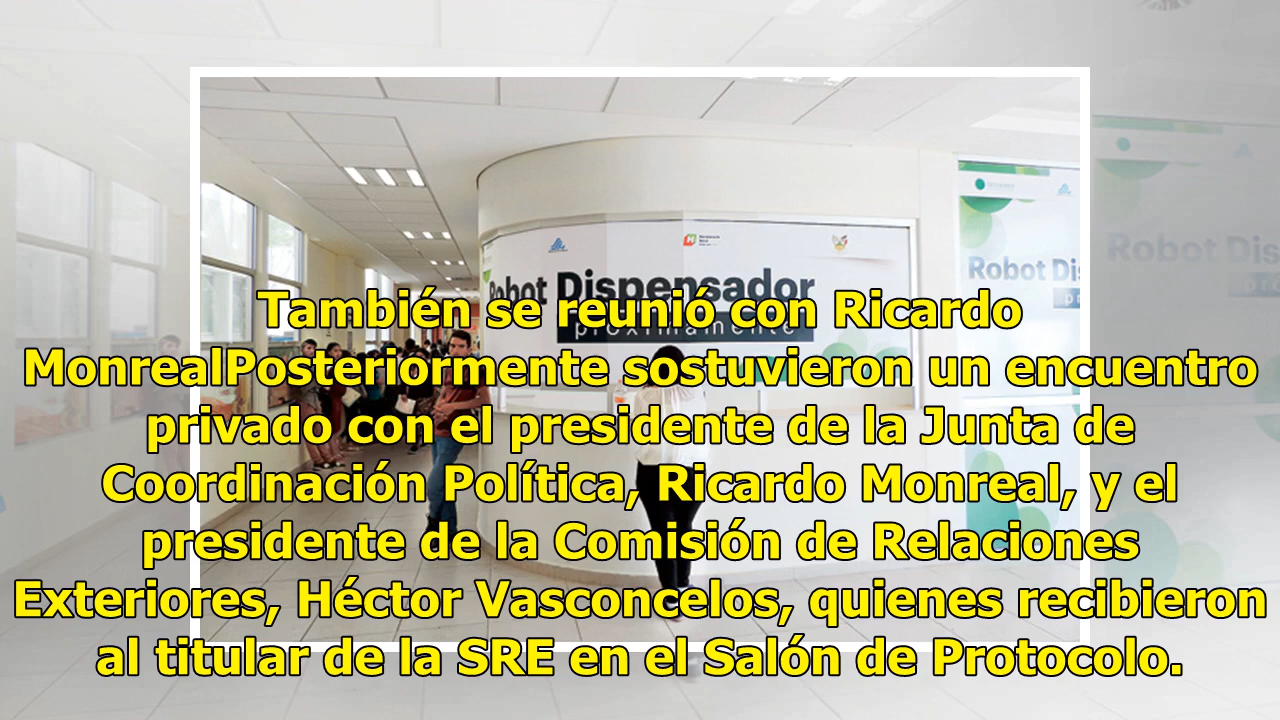 Robot Dispensador
próximamente
Robot Dis
Robot Dis
También se reunió con Ricardo
MonrealPosteriormente sostuvieron un encuentro
privado con el presidente de la Junta de
Coordinación Política, Ricardo Monreal, y el
presidente de la Comisión de Relaciones
Exteriores, Héctor Vasconcelos, quienes recibieron
al titular de la SRE en el Salón de Protocolo.